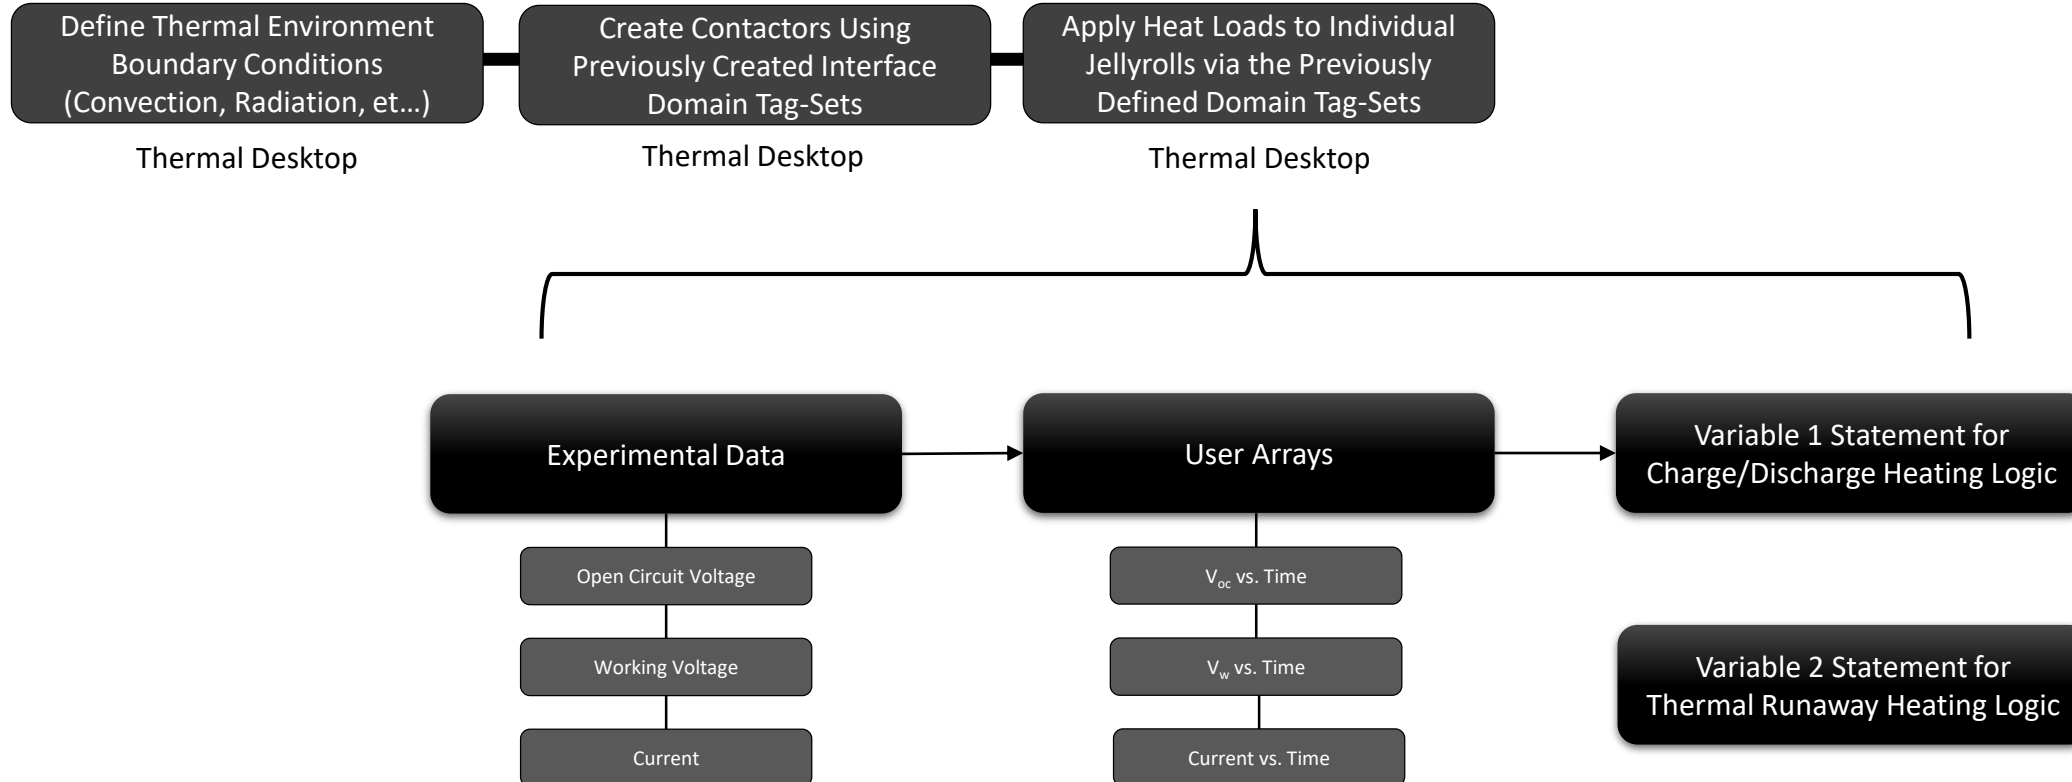 Define Thermal Environment
Boundary Conditions
(Convection, Radiation, et…)
Create Contactors Using
Previously Created Interface
Domain Tag-Sets
Apply Heat Loads to Individual
Jellyrolls via the Previously
Defined Domain Tag-Sets
Thermal Desktop
Thermal Desktop
Thermal Desktop
Experimental Data
User Arrays
Variable 1 Statement for
Charge/Discharge Heating Logic
Open Circuit Voltage
Working Voltage
Current
Voc vs. Time
Vw vs. Time
Current vs. Time
Variable 2 Statement for
Thermal Runaway Heating Logic